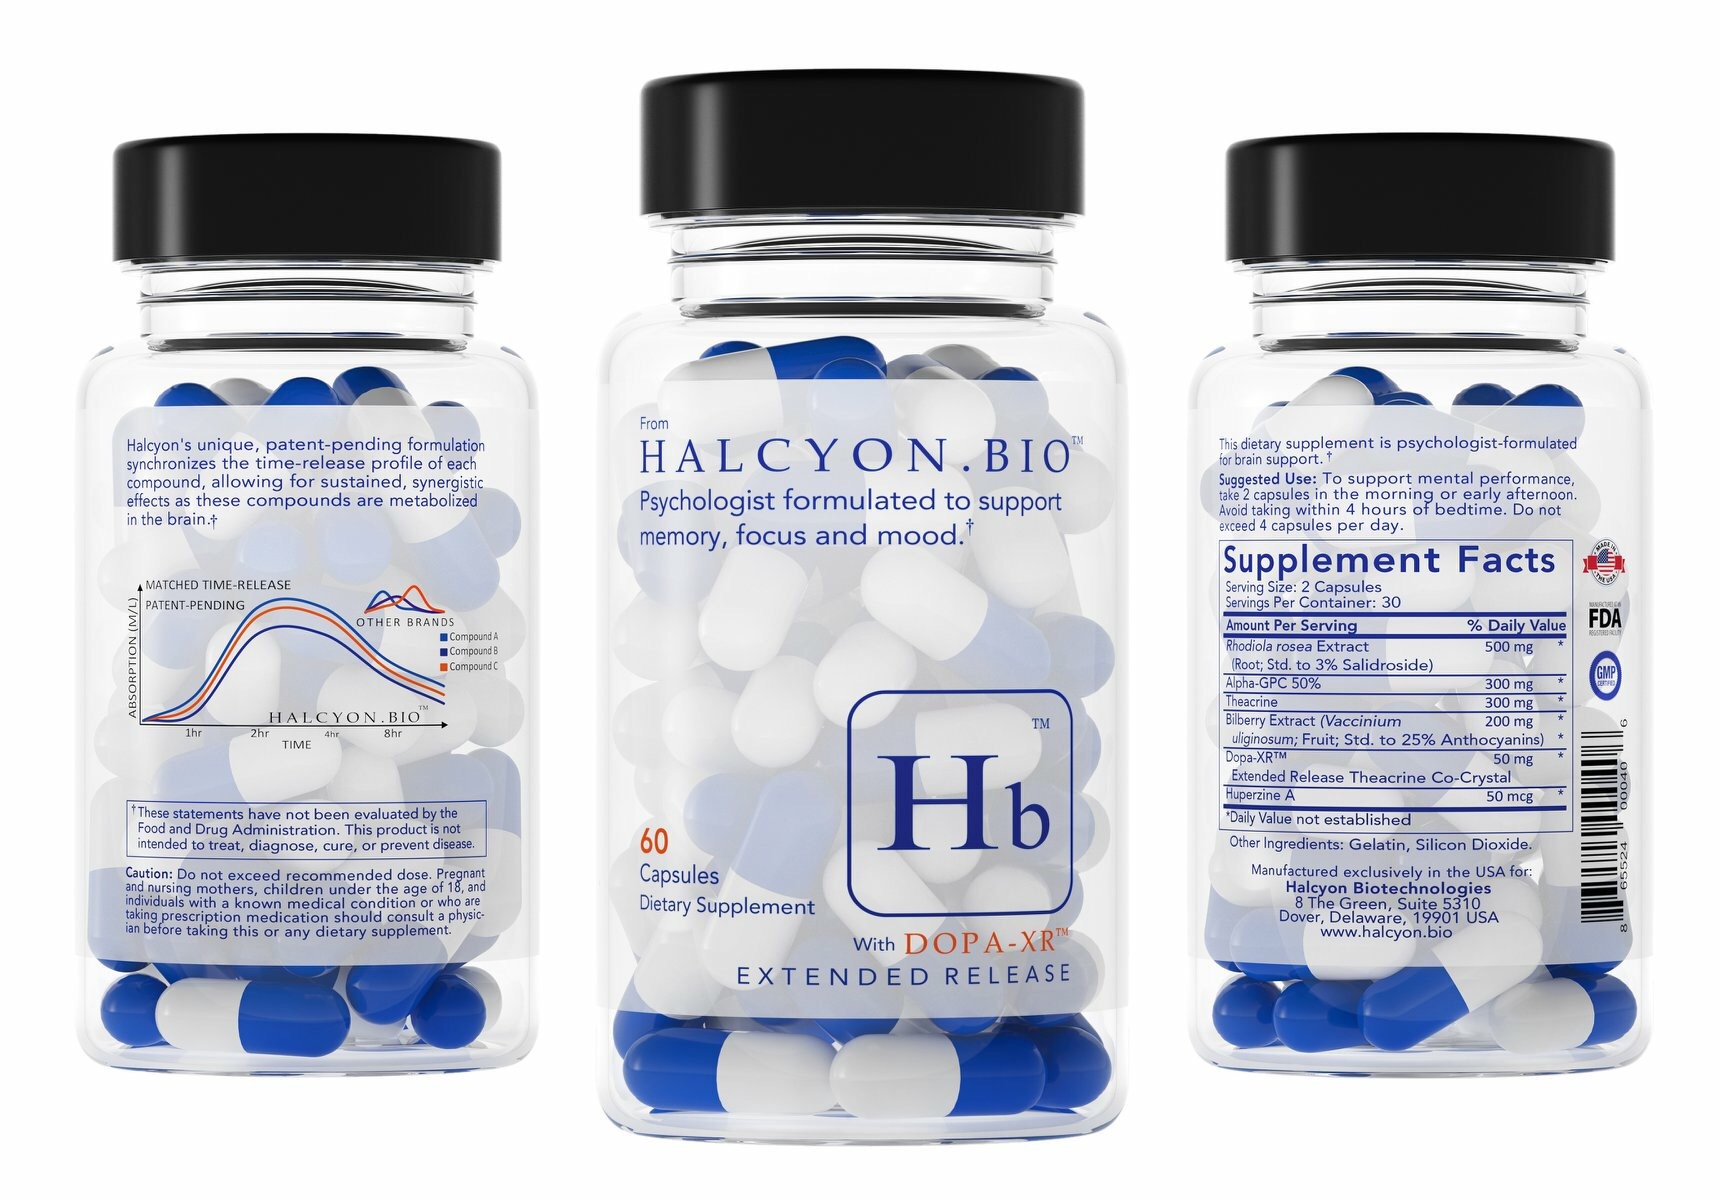 Halcyon's unique, patent-pending formulation
synchronizes the time-release profile of each
compound, allowing for sustained, synergistic
effects as these compounds are metabolized
in the brain.†
MATCHED TIME-RELEASE
PATENT-PENDING
OTHER BRANDS
Compound A
Compound B
Compound C
ABSORPTION (M/L)
HALCYON.BIO™
1hr 2hr 4hr 8hr
TIME
†These statements have not been evaluated by the
Food and Drug Administration. This product is not
intended to treat, diagnose, cure, or prevent disease.
Caution: Do not exceed recommended dose. Pregnant
and nursing mothers, children under the age of 18, and
individuals with a known medical condition or who are
taking prescription medication should consult a physic-
ian before taking this or any dietary supplement.
From
HALCYON.BIO™
Psychologist formulated to support
memory, focus and mood.†
Hb™
60
Capsules
Dietary Supplement
With DOPA-XR™
EXTENDED RELEASE
This dietary supplement is psychologist-formulated
for brain support.†
Suggested Use: To support mental performance,
take 2 capsules in the morning or early afternoon.
Avoid taking within 4 hours of bedtime. Do not
exceed 4 capsules per day.
Supplement Facts
Serving Size: 2 Capsules
Servings Per Container: 30
Amount Per Serving % Daily Value
Rhodiola rosea Extract 500 mg *
(Root; Std. to 3% Salidroside)
Alpha-GPC 50% 300 mg *
Theacrine 300 mg *
Bilberry Extract (Vaccinium 200 mg *
uliginosum; Fruit; Std. to 25% Anthocyanins) *
Dopa-XR™ 50 mg *
Extended Release Theacrine Co-Crystal
Huperzine A 50 mcg *
*Daily Value not established
Other Ingredients: Gelatin, Silicon Dioxide.
Manufactured exclusively in the USA for:
Halcyon Biotechnologies
8 The Green, Suite 5310
Dover, Delaware, 19901 USA
www.halcyon.bio
MADE IN
THE USA
FDA
REGISTERED FACILITY
GMP
CERTIFIED
8 65524 00040 6